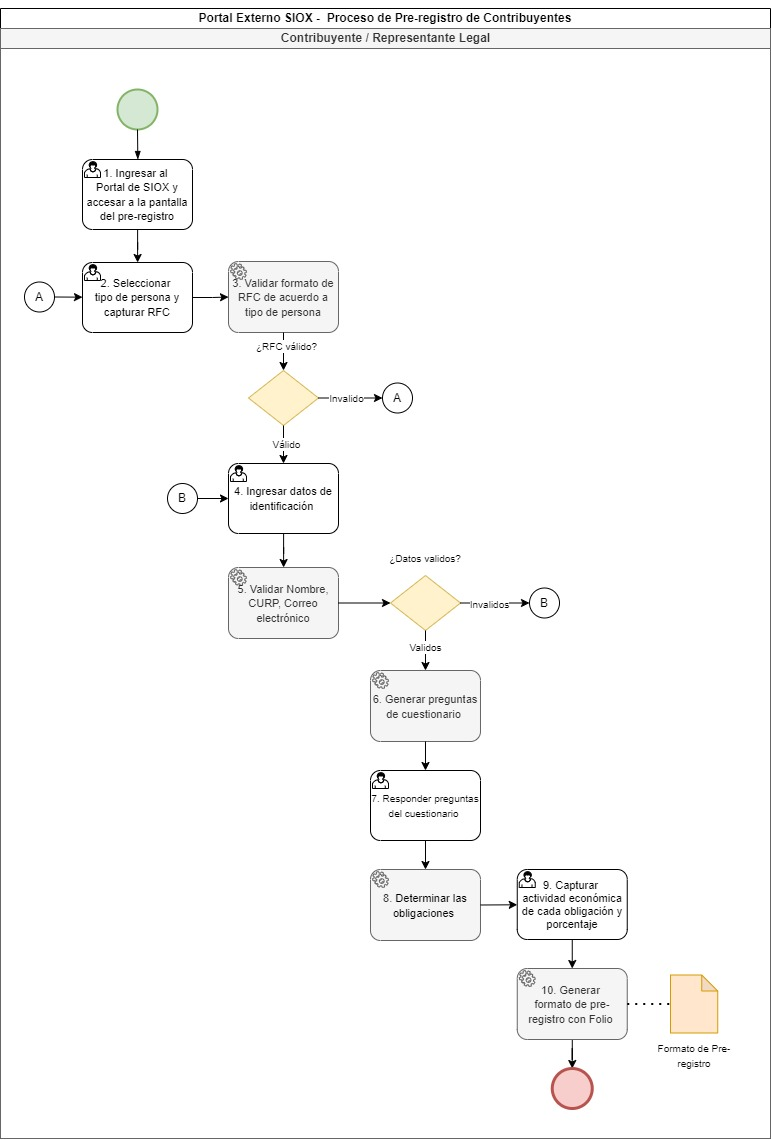 Portal Externo SIOX -  Proceso de Pre-registro de Contribuyentes
Contribuyente / Representante Legal
1. Ingresar al
Portal de SIOX y
accesar a la pantalla
del pre-registro
A
2. Seleccionar
tipo de persona y
capturar RFC
3. Validar formato de
RFC de acuerdo a
tipo de persona
¿RFC válido?
Invalido
A
Válido
B
4. Ingresar datos de
identificación
5. Validar Nombre,
CURP, Correo
electrónico
¿Datos validos?
Invalidos
B
Validos
6. Generar preguntas
de cuestionario
7. Responder preguntas
del cuestionario
8. Determinar las
obligaciones
9. Capturar
actividad económica
de cada obligación y
porcentaje
10. Generar
formato de pre-
registro con Folio
Formato de Pre-
registro